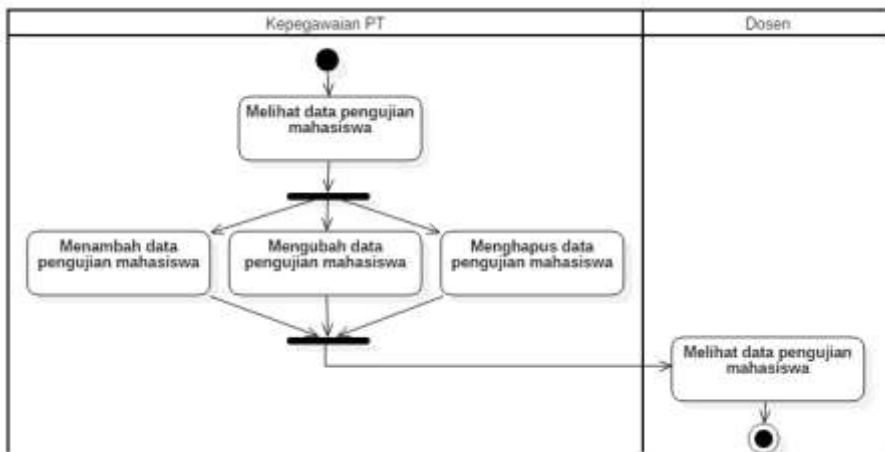 Kepegawaian PT
Dosen
Melihat data pengujian
mahasiswa
Menambah data
pengujian mahasiswa
Mengubah data
pengujian mahasiswa
Menghapus data
pengujian mahasiswa
Melihat data pengujian
mahasiswa